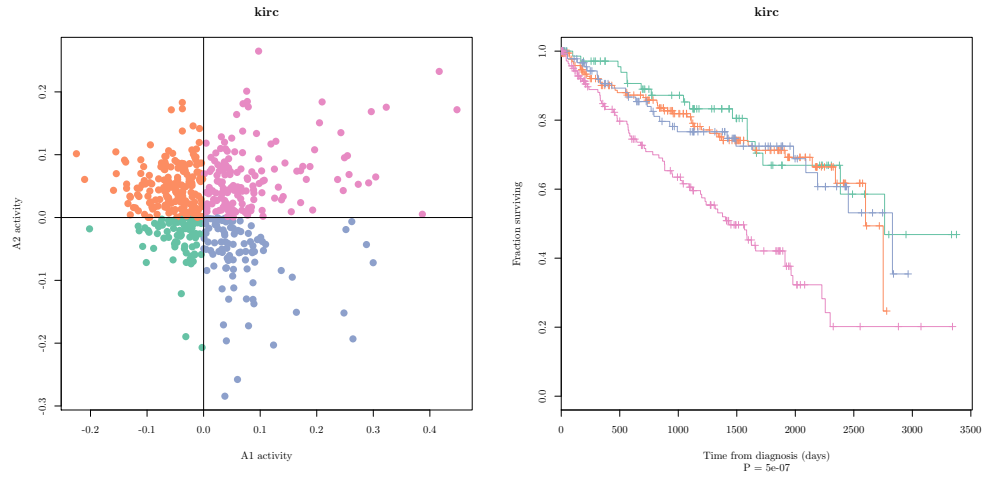 kirc
0.2
0.1
0.0
-0.1
-0.2
-0.3
A2 activity
-0.2 -0.1 0.0 0.1 0.2 0.3 0.4
A1 activity
kirc
1.0
0.8
0.6
0.4
0.2
0.0
Fraction surviving
0 500 1000 1500 2000 2500 3000 3500
Time from diagnosis (days)
P = 5e-07